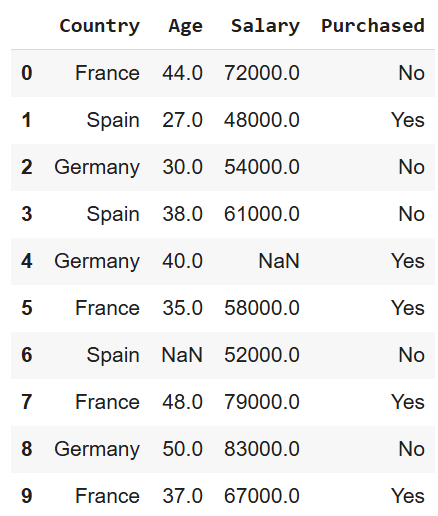 Country Age Salary Purchased
0 France 44.0 72000.0 No
1 Spain 27.0 48000.0 Yes
2 Germany 30.0 54000.0 No
3 Spain 38.0 61000.0 No
4 Germany 40.0 NaN Yes
5 France 35.0 58000.0 Yes
6 Spain NaN 52000.0 No
7 France 48.0 79000.0 Yes
8 Germany 50.0 83000.0 No
9 France 37.0 67000.0 Yes